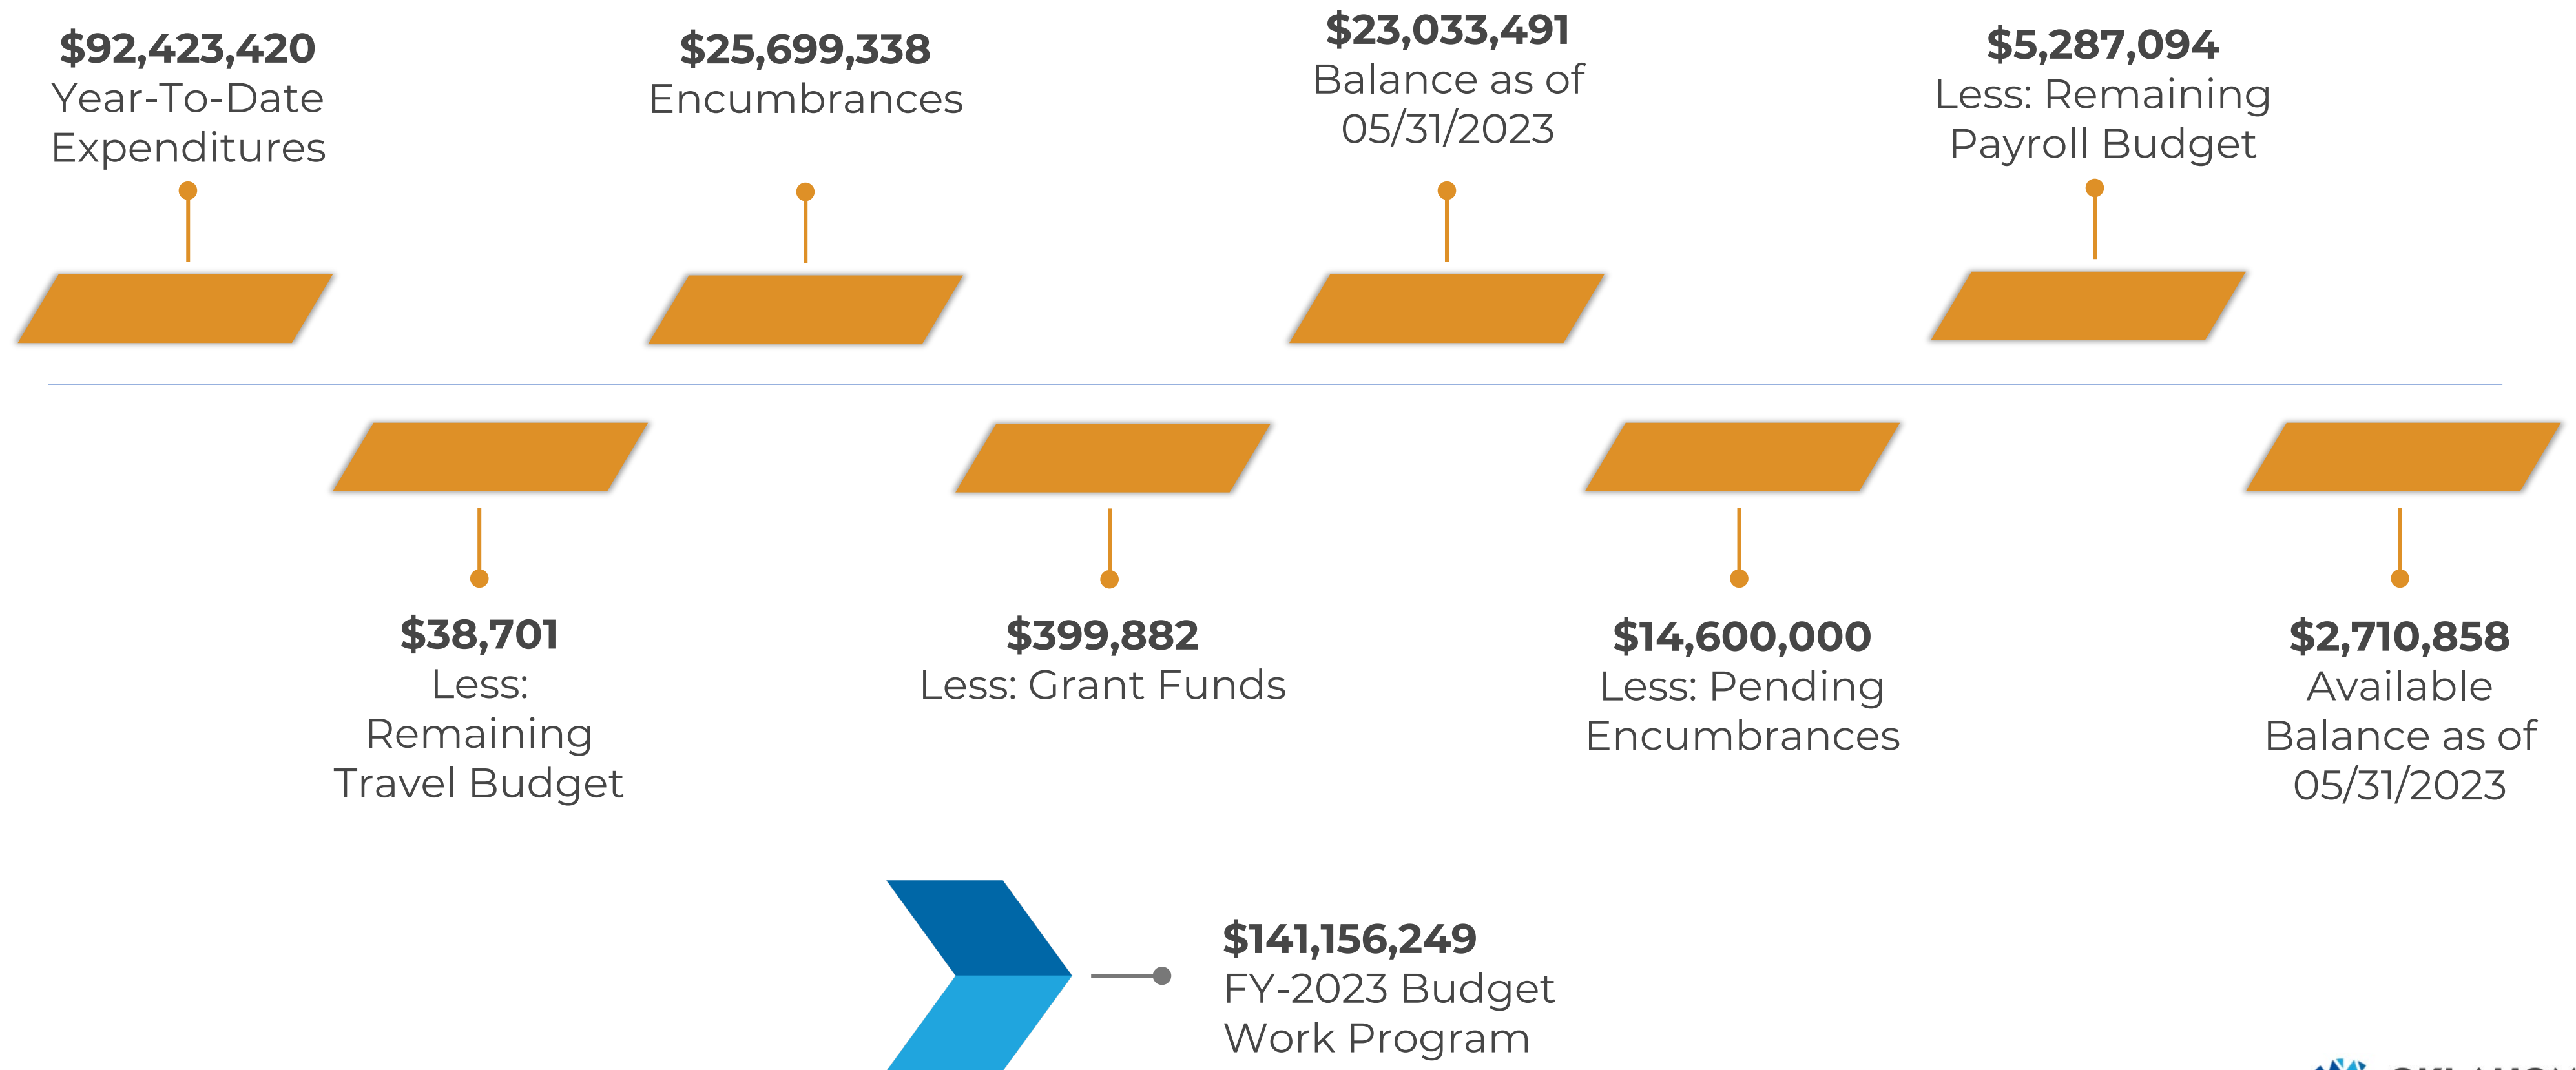 $92,423,420
Year-To-Date
Expenditures
$25,699,338
Encumbrances
$23,033,491
Balance as of
05/31/2023
$5,287,094
Less: Remaining
Payroll Budget
$38,701
Less:
Remaining
Travel Budget
$399,882
Less: Grant Funds
$14,600,000
Less: Pending
Encumbrances
$2,710,858
Available
Balance as of
05/31/2023
$141,156,249
FY-2023 Budget
Work Program